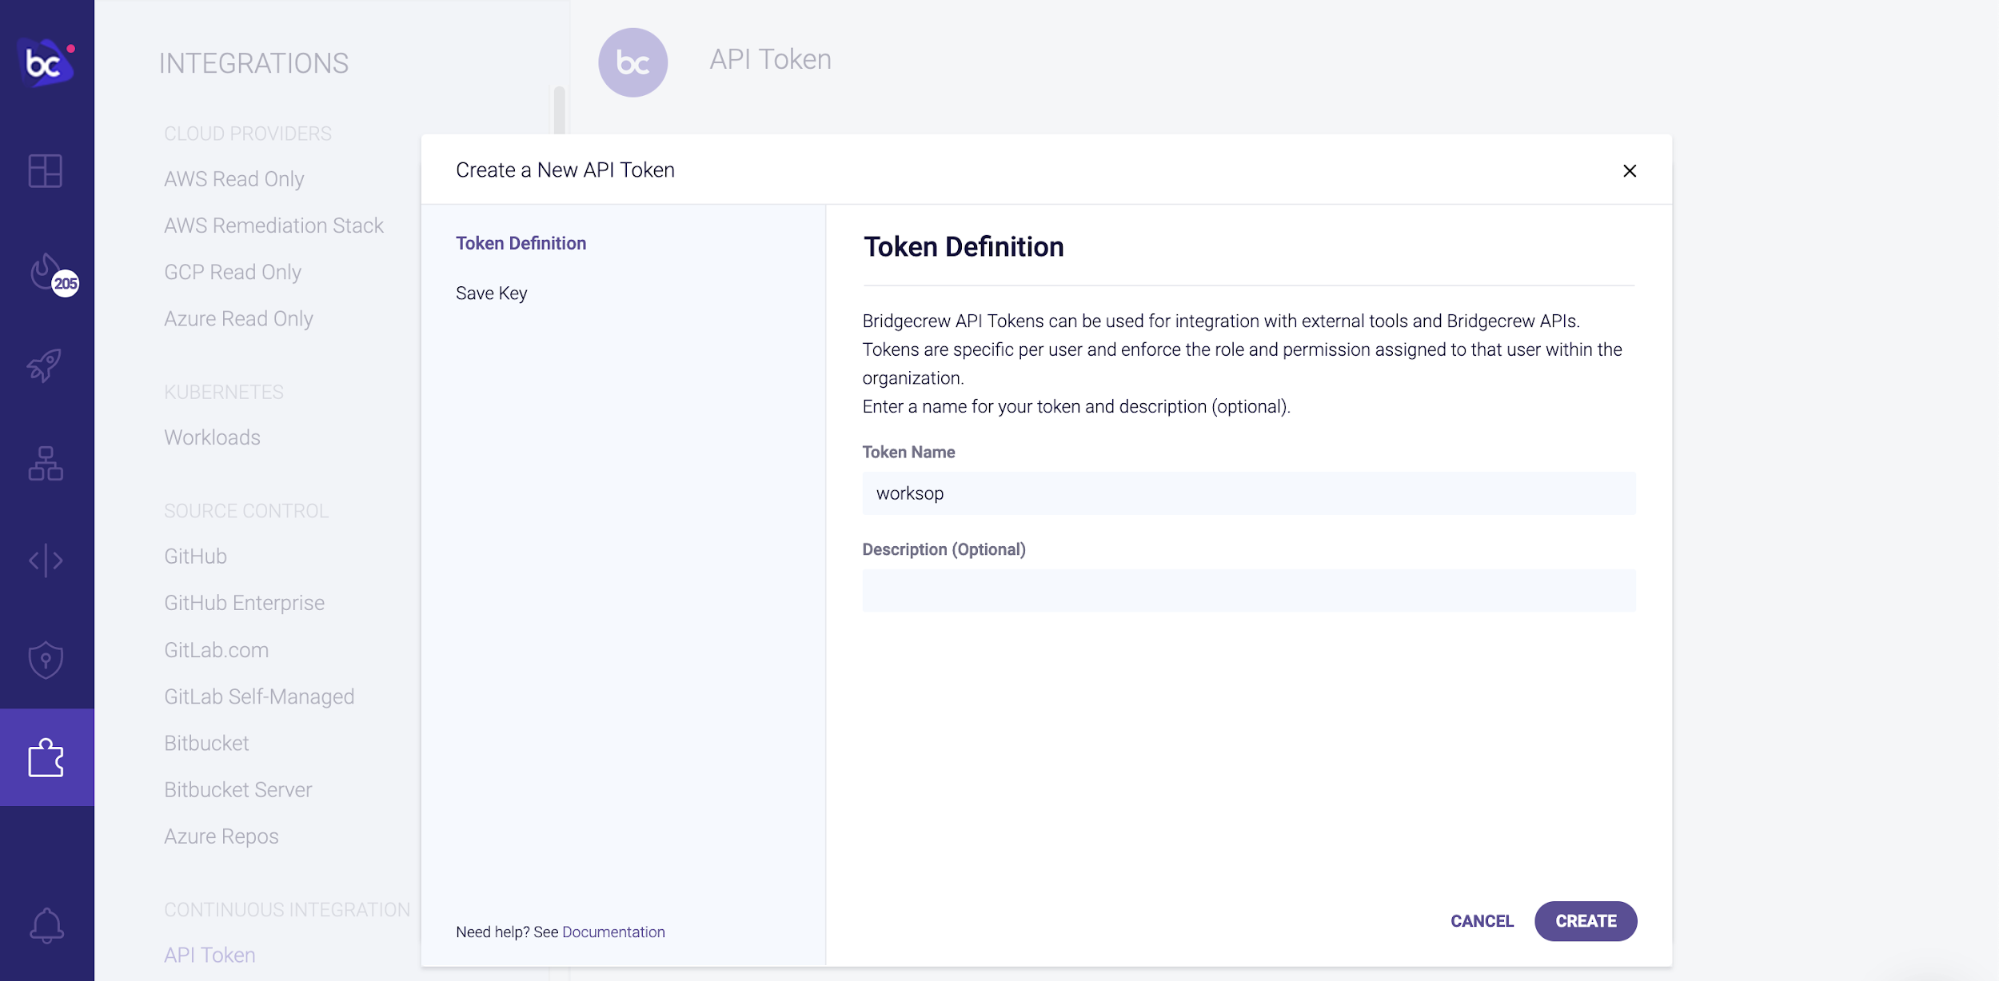 bc
INTEGRATIONS
CLOUD PROVIDERS
AWS Read Only
AWS Remediation Stack
GCP Read Only
Azure Read Only
KUBERNETES
Workloads
SOURCE CONTROL
GitHub
GitHub Enterprise
GitLab.com
GitLab Self-Managed
Bitbucket
Bitbucket Server
Azure Repos
CONTINUOUS INTEGRATION
API Token
205
bc
API Token
Create a New API Token
Token Definition
Save Key
Need help? See Documentation
Token Definition
Bridgecrew API Tokens can be used for integration with external tools and Bridgecrew APIs.
Tokens are specific per user and enforce the role and permission assigned to that user within the
organization.
Enter a name for your token and description (optional).
Token Name
worksop
Description (Optional)
CANCEL
CREATE